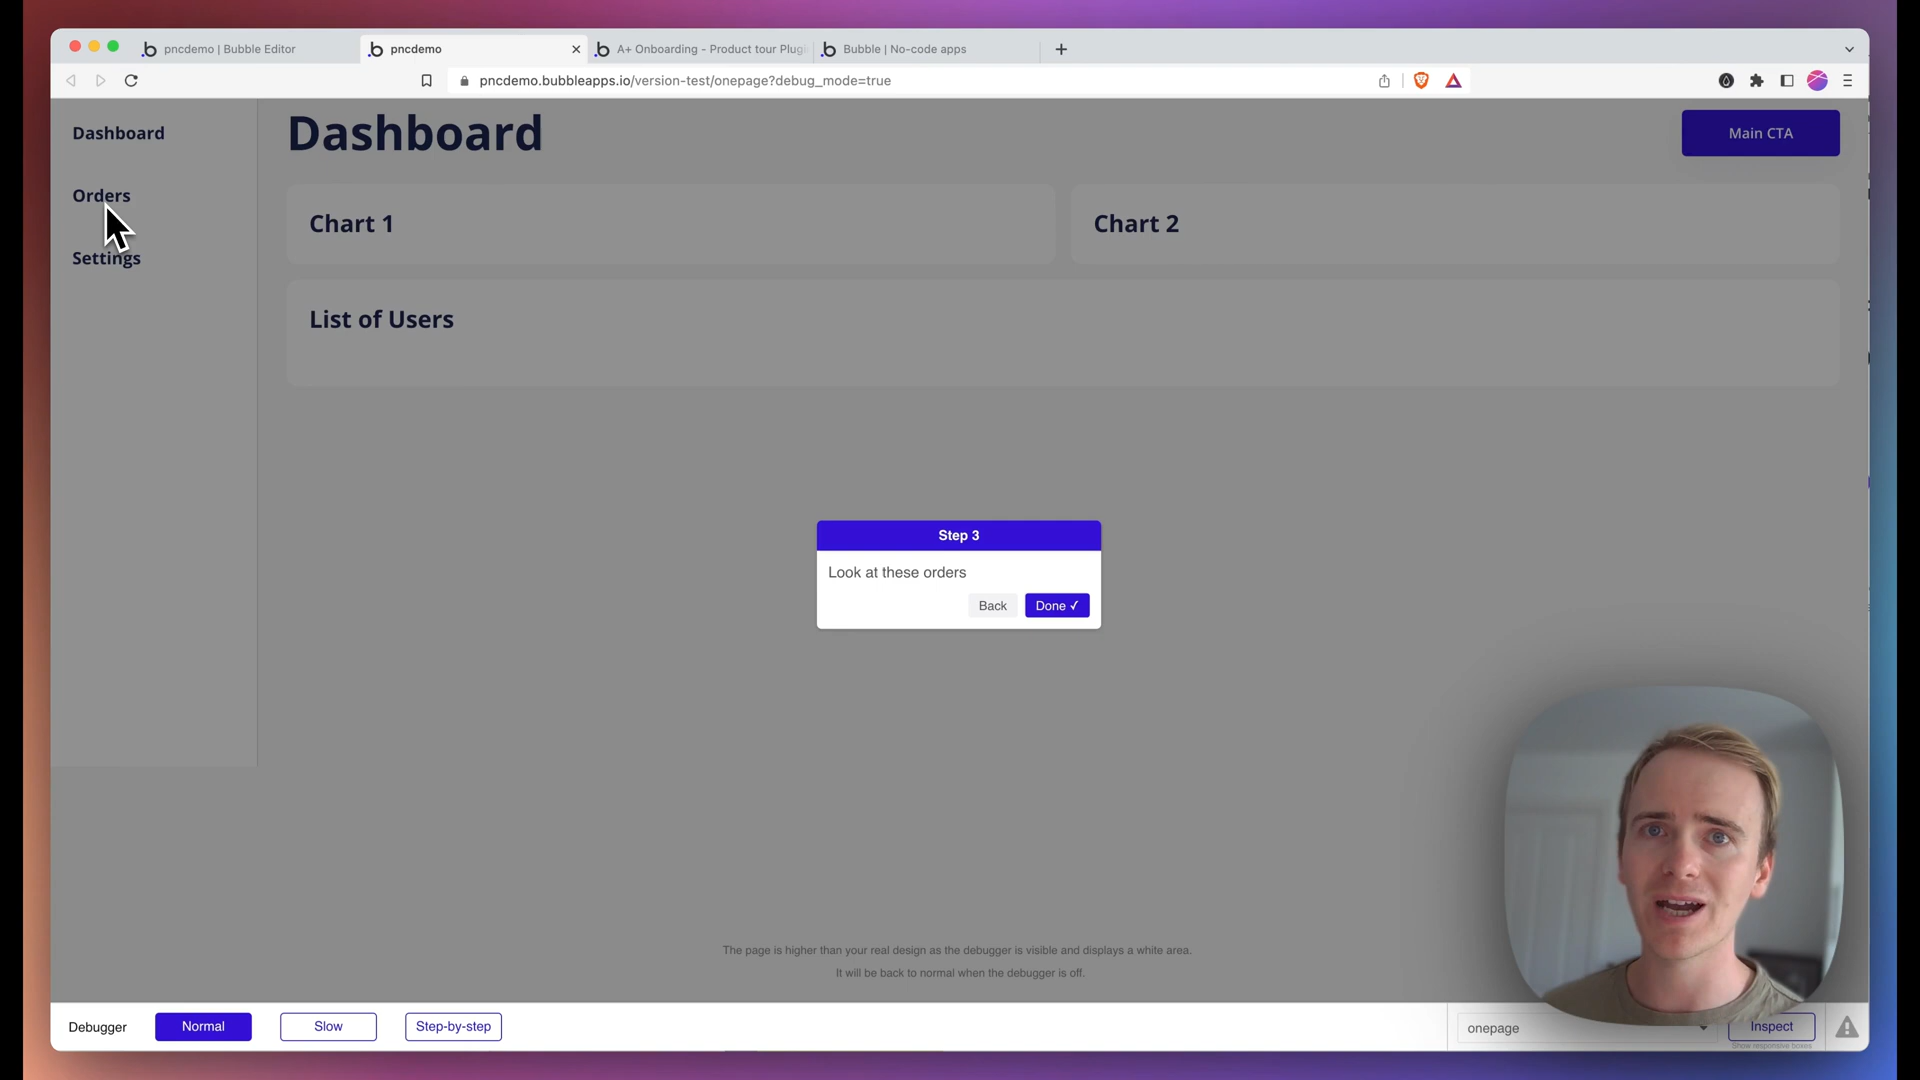 pncdemo | Bubble Editor
pncdemo
A+ Onboarding - Product tour Plugi
Bubble | No-code apps
pncdemo.bubbleapps.io/version-test/onepage?debug_mode=true
Dashboard
Orders
Settings
Dashboard
Main CTA
Chart 1
Chart 2
List of Users
Step 3
Look at these orders
Back
Done ✓
The page is higher than your real design as the debugger is visible and displays a white area.
It will be back to normal when the debugger is off.
Debugger
Normal
Slow
Step-by-step
onepage
Inspect
Show responsive boxes